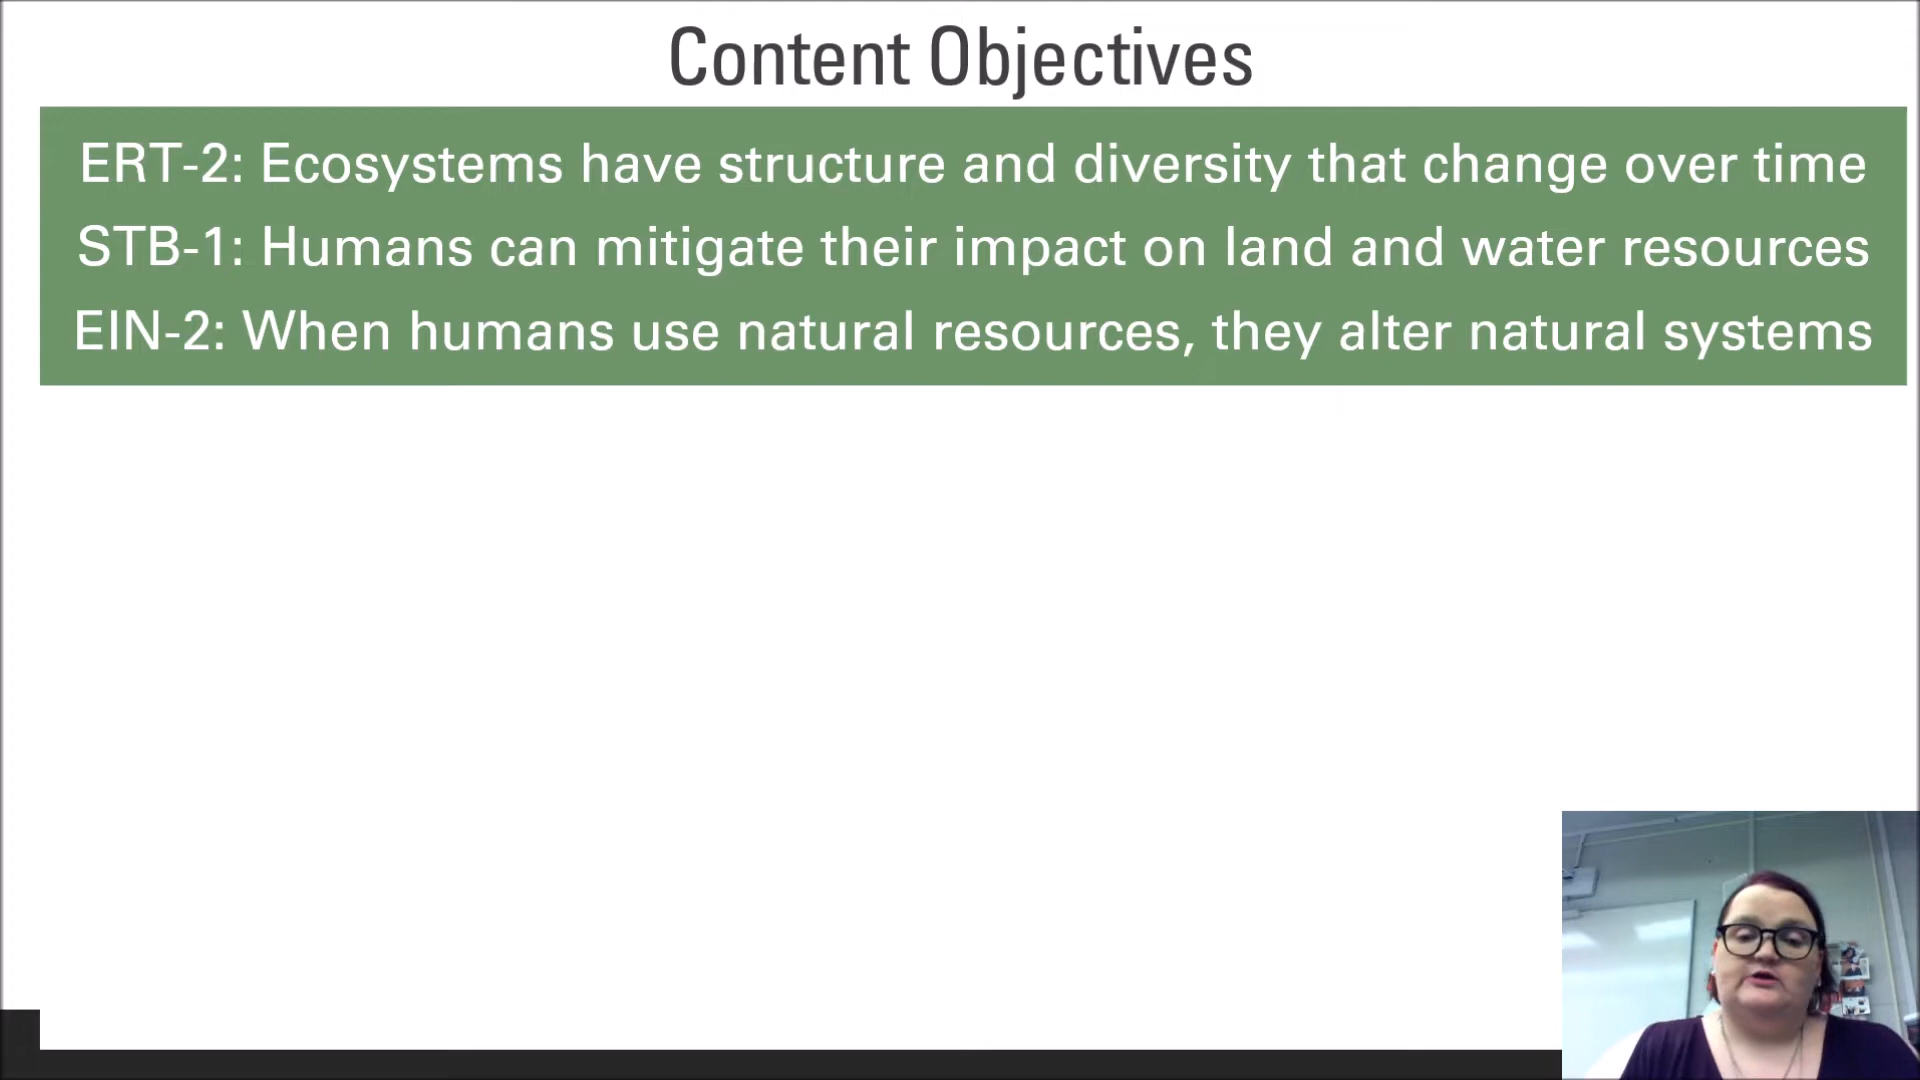 Content Objectives
ERT-2: Ecosystems have structure and diversity that change over time
STB-1: Humans can mitigate their impact on land and water resources
EIN-2: When humans use natural resources, they alter natural systems